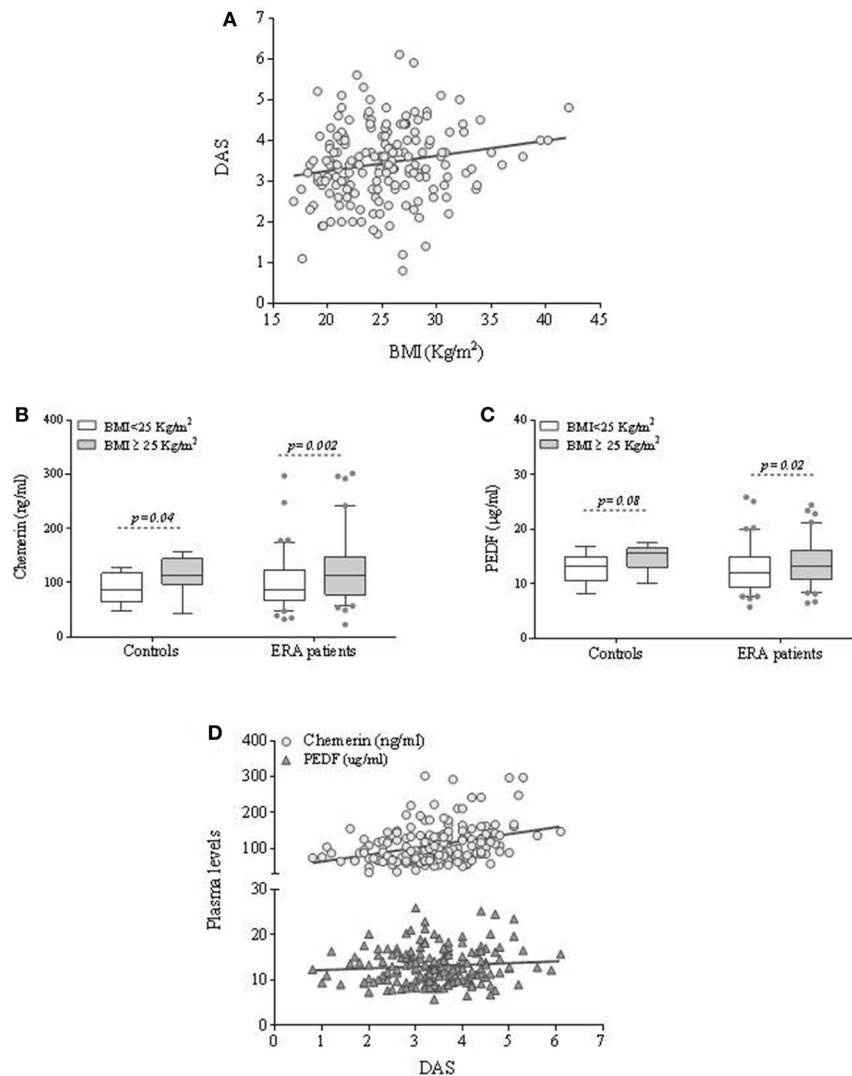 A
7
6
5
4
3
2
1
0
DAS
15 20 25 30 35 40 45
BMI (Kg/m²)
B
BMI<25 Kg/m²
BMI ≥ 25 Kg/m²
400
300
200
100
0
Chemerin (ng/ml)
p=0.04
p=0.002
Controls ERA patients
C
BMI<25 Kg/m²
BMI ≥ 25 Kg/m²
40
30
20
10
0
PEDF (µg/ml)
p=0.08
p=0.02
Controls ERA patients
D
Chemerin (ng/ml)
PEDF (ug/ml)
400
300
200
100
30
20
10
0
Plasma levels
0 1 2 3 4 5 6 7
DAS